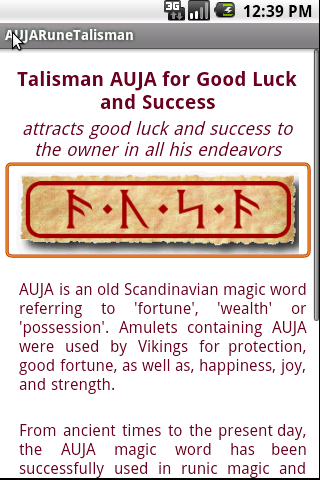 3G
12:39 PM
AUJARuneTalisman
Talisman AUJA for Good Luck
and Success
attracts good luck and success to
the owner in all his endeavors
ᚫ·ᚢ·ᛋ·ᚫ
AUJA is an old Scandinavian magic word
referring to 'fortune', 'wealth' or
'possession'. Amulets containing AUJA
were used by Vikings for protection,
good fortune, as well as, happiness, joy,
and strength.
From ancient times to the present day,
the AUJA magic word has been
successfully used in runic magic and